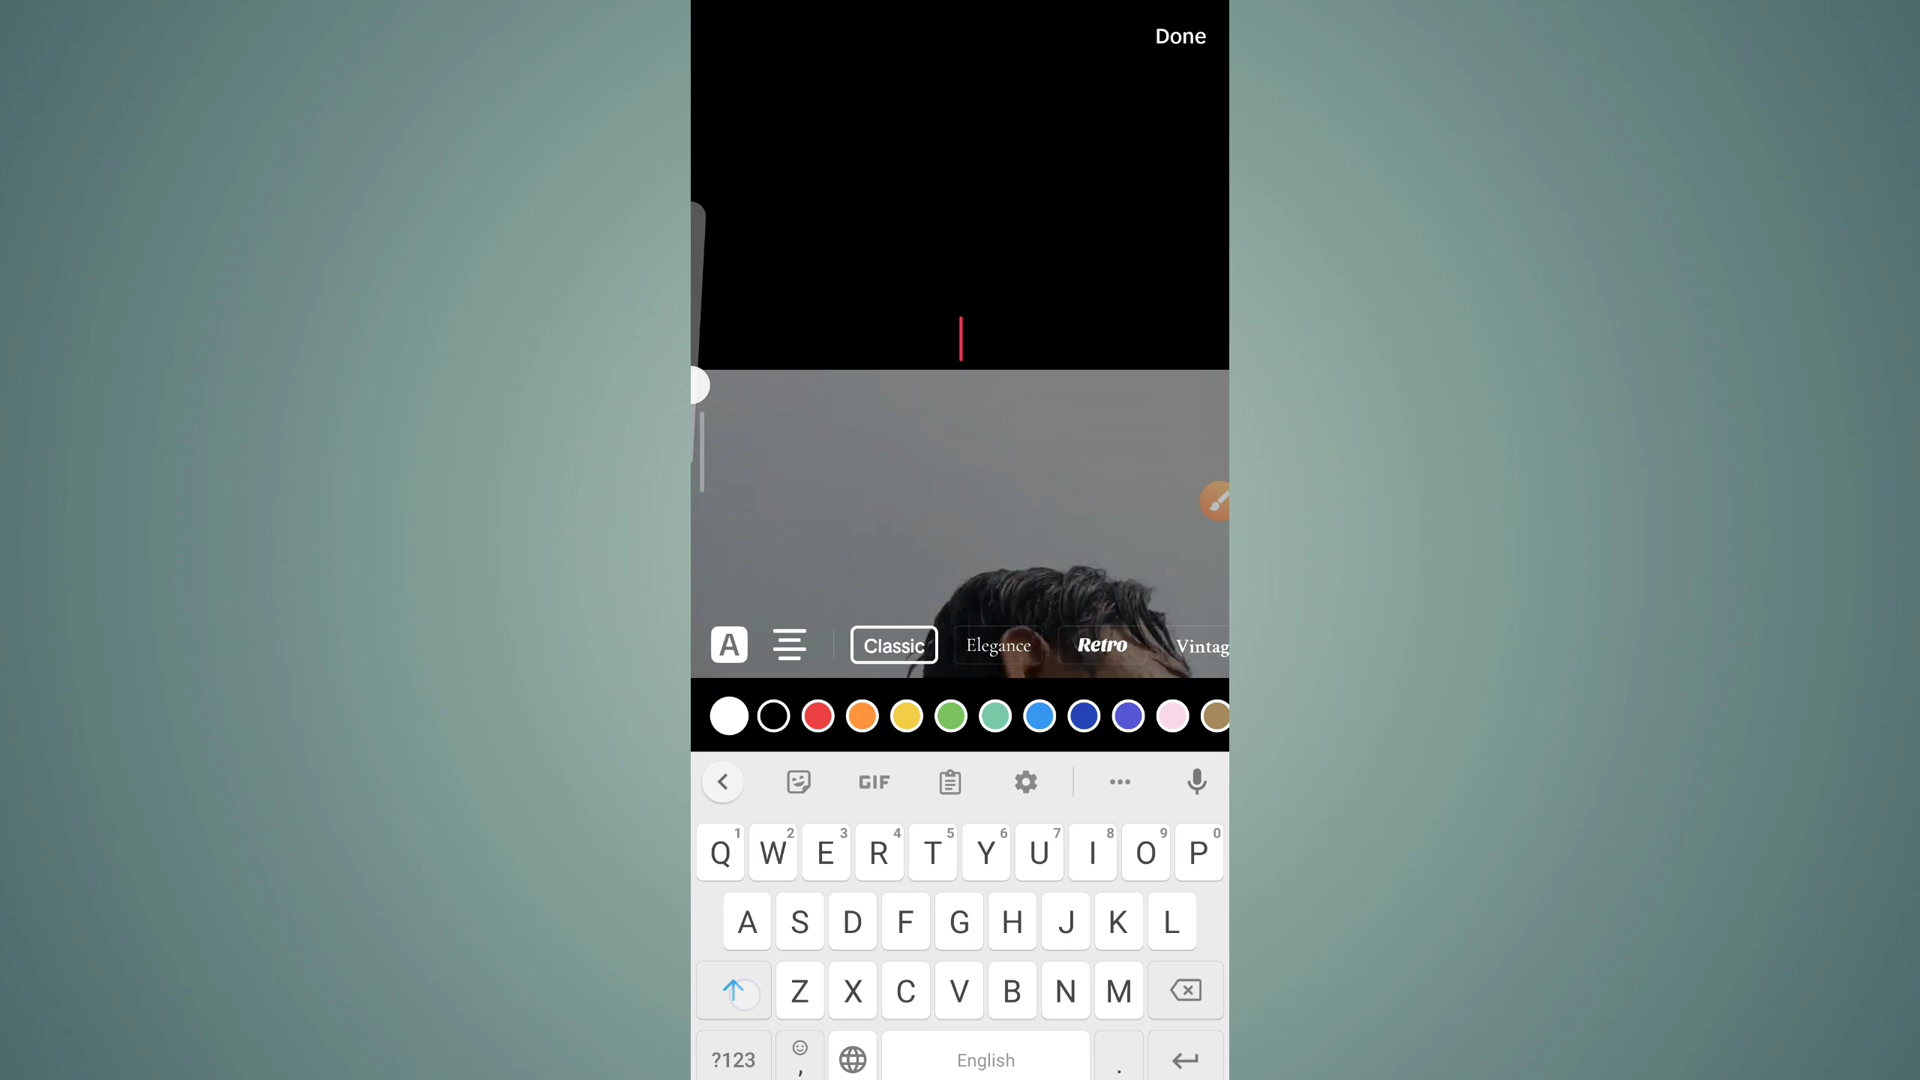 Done
A
Classic Elegance Retro Vintag
GIF
Q 1 W 2 E 3 R 4 T 5 Y 6 U 7 I 8 O 9 P 0
A S D F G H J K L
Z X C V B N M
?123 , English .